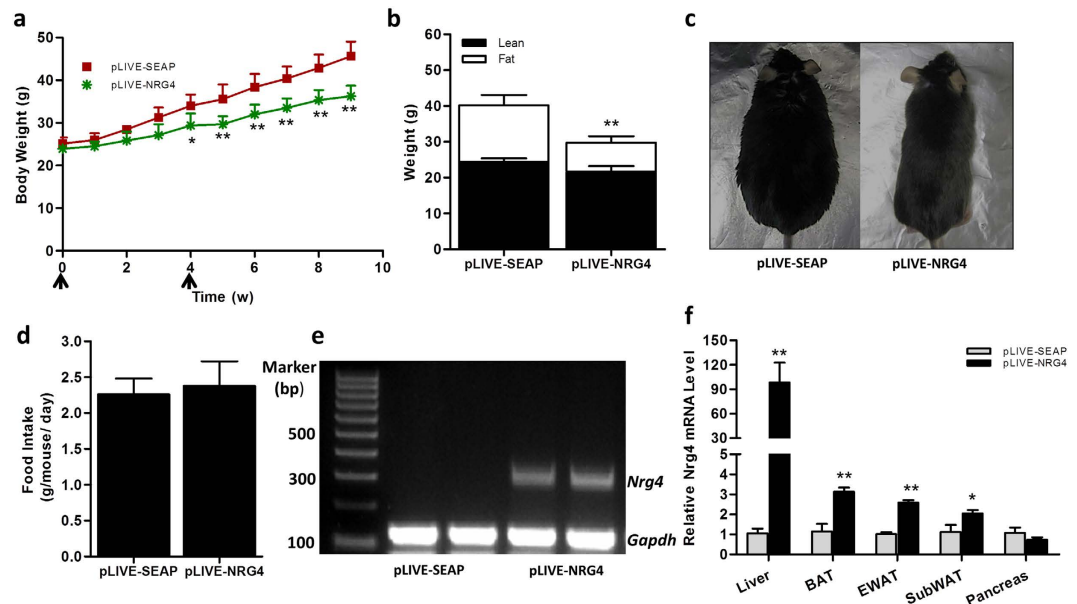 a
Body Weight (g)
50
40
30
20
10
0
pLIVE-SEAP
pLIVE-NRG4
*
**
**
**
**
**
0
2
4
6
8
10
Time (w)
b
Weight (g)
60
50
40
30
20
10
0
Lean
Fat
**
pLIVE-SEAP
pLIVE-NRG4
c
pLIVE-SEAP
pLIVE-NRG4
d
Food Intake
(g/mouse/ day)
3.0
2.5
2.0
1.5
1.0
0.5
0.0
pLIVE-SEAP
pLIVE-NRG4
e
Marker
(bp)
500
300
100
Nrg4
Gapdh
pLIVE-SEAP
pLIVE-NRG4
f
Relative Nrg4 mRNA Level
150
120
90
60
30
5
4
3
2
1
0
pLIVE-SEAP
pLIVE-NRG4
**
**
**
*
Liver
BAT
EWAT
SubWAT
Pancreas